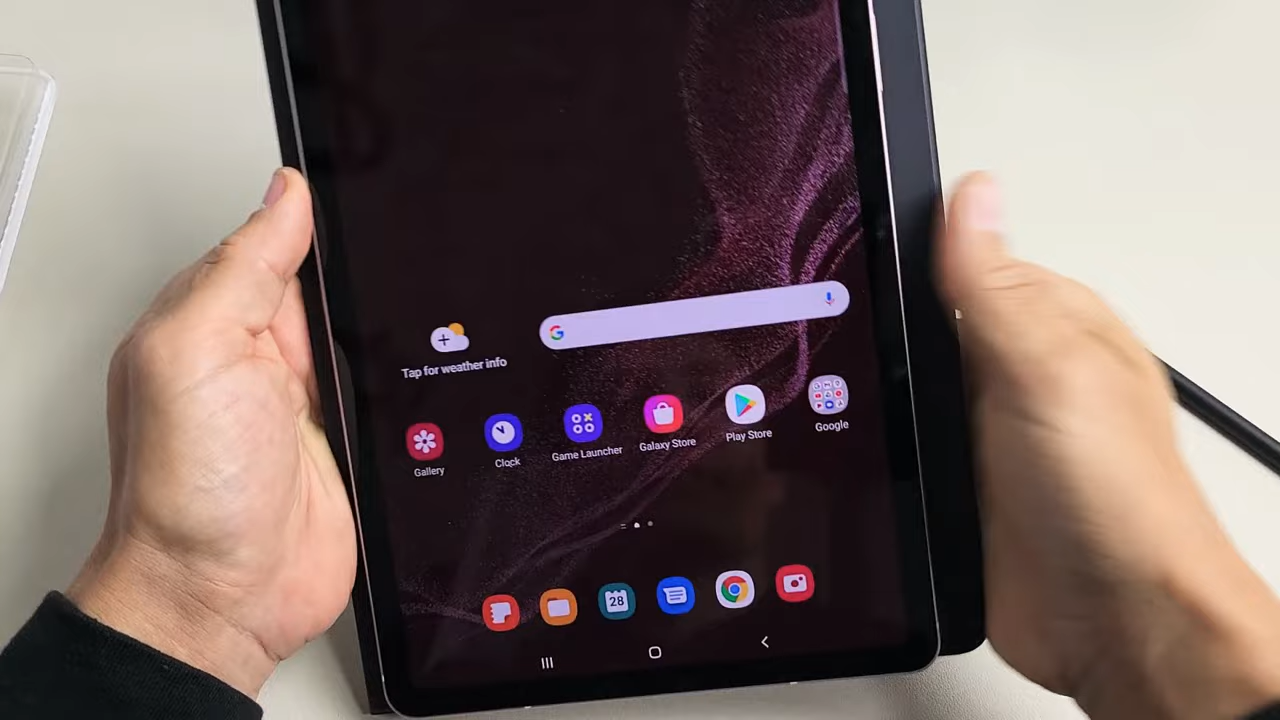 Tap for weather info
Gallery
Clock
Game Launcher
Galaxy Store
Play Store
Google
28